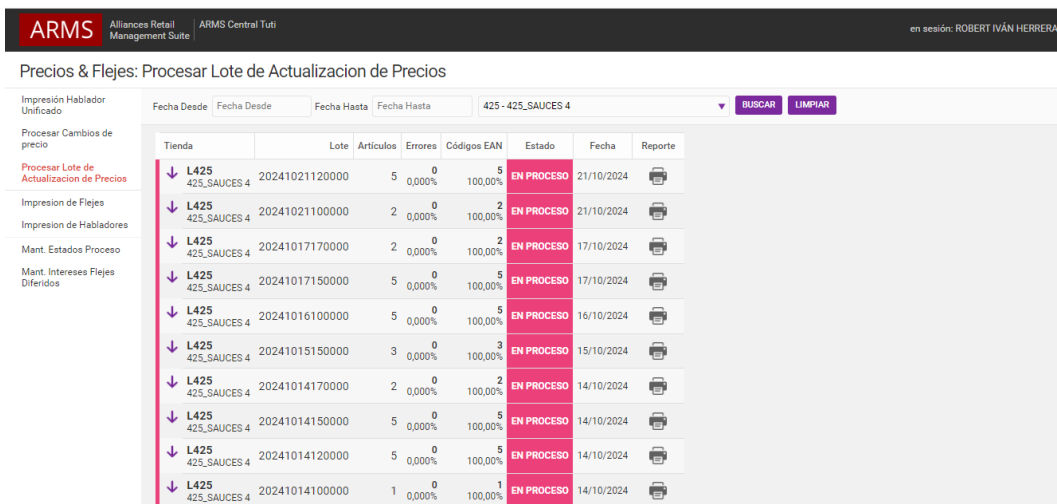 ARMS Alliances Retail Management Suite ARMS Central Tuti en sesión: ROBERT IVÁN HERRERA
Precios & Flejes: Procesar Lote de Actualizacion de Precios
Impresión Hablador
Unificado
Procesar Cambios de
precio
Procesar Lote de
Actualizacion de Precios
Impresion de Flejes
Impresion de Habladores
Mant. Estados Proceso
Mant. Intereses Flejes
Diferidos
Fecha Desde Fecha Desde Fecha Hasta Fecha Hasta 425 - 425_SAUCES 4 BUSCAR LIMPIAR
Tienda Lote Artículos Errores Códigos EAN Estado Fecha Reporte
L425 0 5
425_SAUCES 4 20241021120000 5 0,000% 100,00% EN PROCESO 21/10/2024
L425 0 2
425_SAUCES 4 20241021100000 2 0,000% 100,00% EN PROCESO 21/10/2024
L425 0 2
425_SAUCES 4 20241017170000 2 0,000% 100,00% EN PROCESO 17/10/2024
L425 0 5
425_SAUCES 4 20241017150000 5 0,000% 100,00% EN PROCESO 17/10/2024
L425 0 5
425_SAUCES 4 20241016100000 5 0,000% 100,00% EN PROCESO 16/10/2024
L425 0 3
425_SAUCES 4 20241015150000 3 0,000% 100,00% EN PROCESO 15/10/2024
L425 0 2
425_SAUCES 4 20241014170000 2 0,000% 100,00% EN PROCESO 14/10/2024
L425 0 5
425_SAUCES 4 20241014150000 5 0,000% 100,00% EN PROCESO 14/10/2024
L425 0 5
425_SAUCES 4 20241014120000 5 0,000% 100,00% EN PROCESO 14/10/2024
L425 0 1
425_SAUCES 4 20241014100000 1 0,000% 100,00% EN PROCESO 14/10/2024